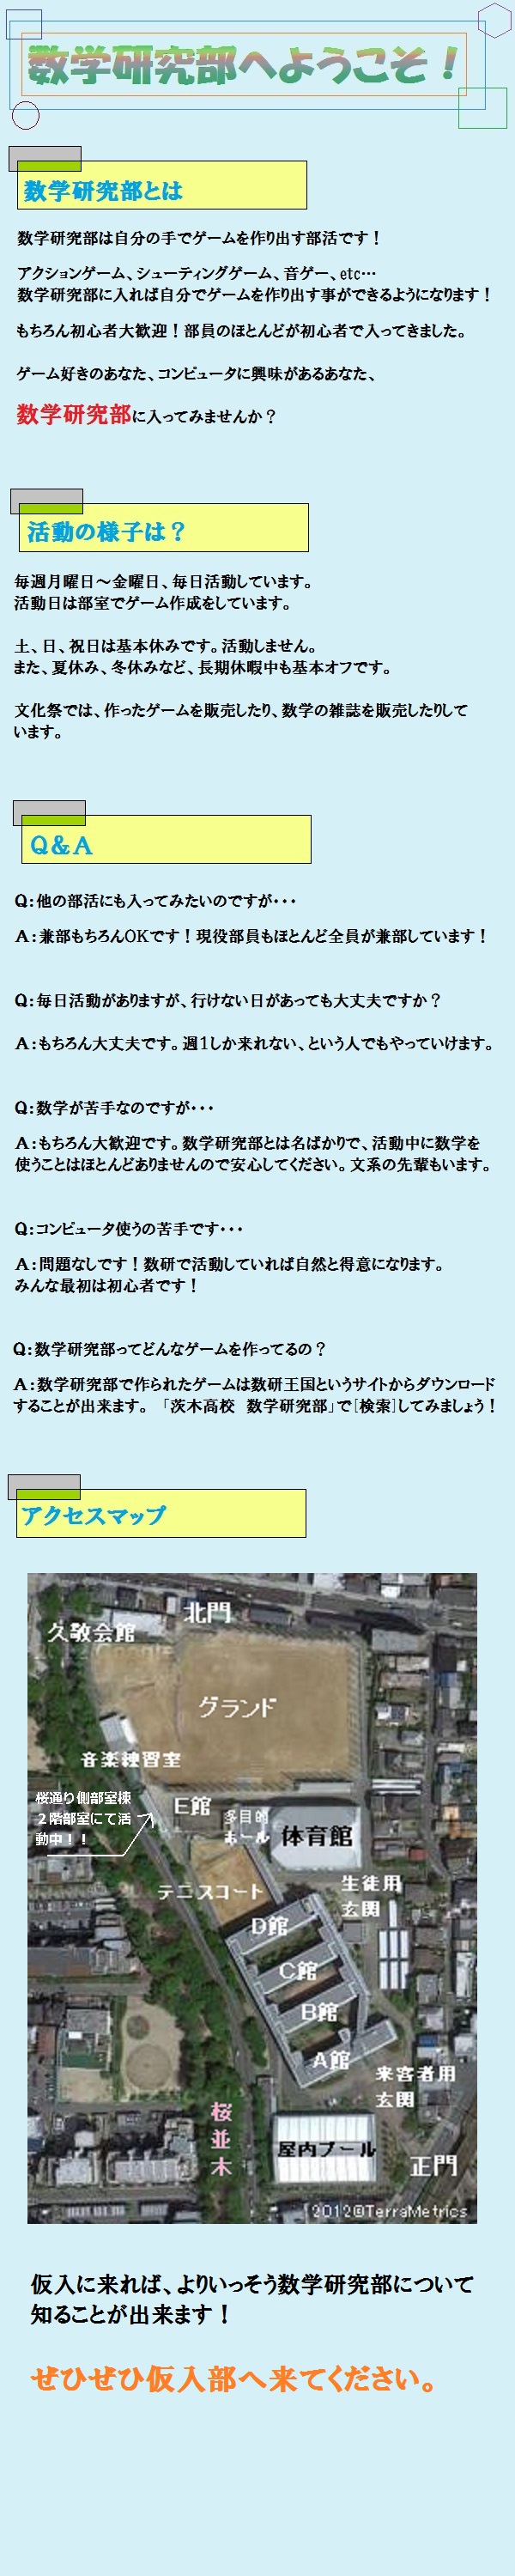 数学研究部へようこそ！
数学研究部とは
数学研究部は自分の手でゲームを作り出す部活です！
アクションゲーム、シューティングゲーム、音ゲー、etc…
数学研究部に入れば自分でゲームを作り出す事ができるようになります！
もちろん初心者大歓迎！部員のほとんどが初心者で入ってきました。
ゲーム好きのあなた、コンピュータに興味があるあなた、
数学研究部に入ってみませんか？
活動の様子は？
毎週月曜日～金曜日、毎日活動しています。
活動日は部室でゲーム作成をしています。
土、日、祝日は基本休みです。活動しません。
また、夏休み、冬休みなど、長期休暇中も基本オフです。
文化祭では、作ったゲームを販売したり、数学の雑誌を販売したりして
います。
Q＆A
Q：他の部活にも入ってみたいのですが・・・
A：兼部もちろんOKです！現役部員もほとんど全員が兼部しています！
Q：毎日活動がありますが、行けない日があっても大丈夫ですか？
A：もちろん大丈夫です。週1しか来れない、という人でもやっていけます。
Q：数学が苦手なのですが・・・
A：もちろん大歓迎です。数学研究部とは名ばかりで、活動中に数学を
使うことはほとんどありませんので安心してください。文系の先輩もいます。
Q：コンピュータ使うの苦手です・・・
A：問題なしです！数研で活動していれば自然と得意になります。
みんな最初は初心者です！
Q：数学研究部ってどんなゲームを作ってるの？
A：数学研究部で作られたゲームは数研王国というサイトからダウンロード
することが出来ます。「茨木高校　数学研究部」で[検索]してみましょう！
アクセスマップ
北門
久敬会館
グランド
音楽練習室
桜通り側部室棟
２階部室にて活
動中！！
E館
多目的
ホール
体育館
テニスコート
生徒用
玄関
D館
C館
B館
A館
来客者用
玄関
桜
並
木
屋内プール
正門
2012©TerraMetrics
仮入に来れば、よりいっそう数学研究部について
知ることが出来ます！
ぜひぜひ仮入部へ来てください。